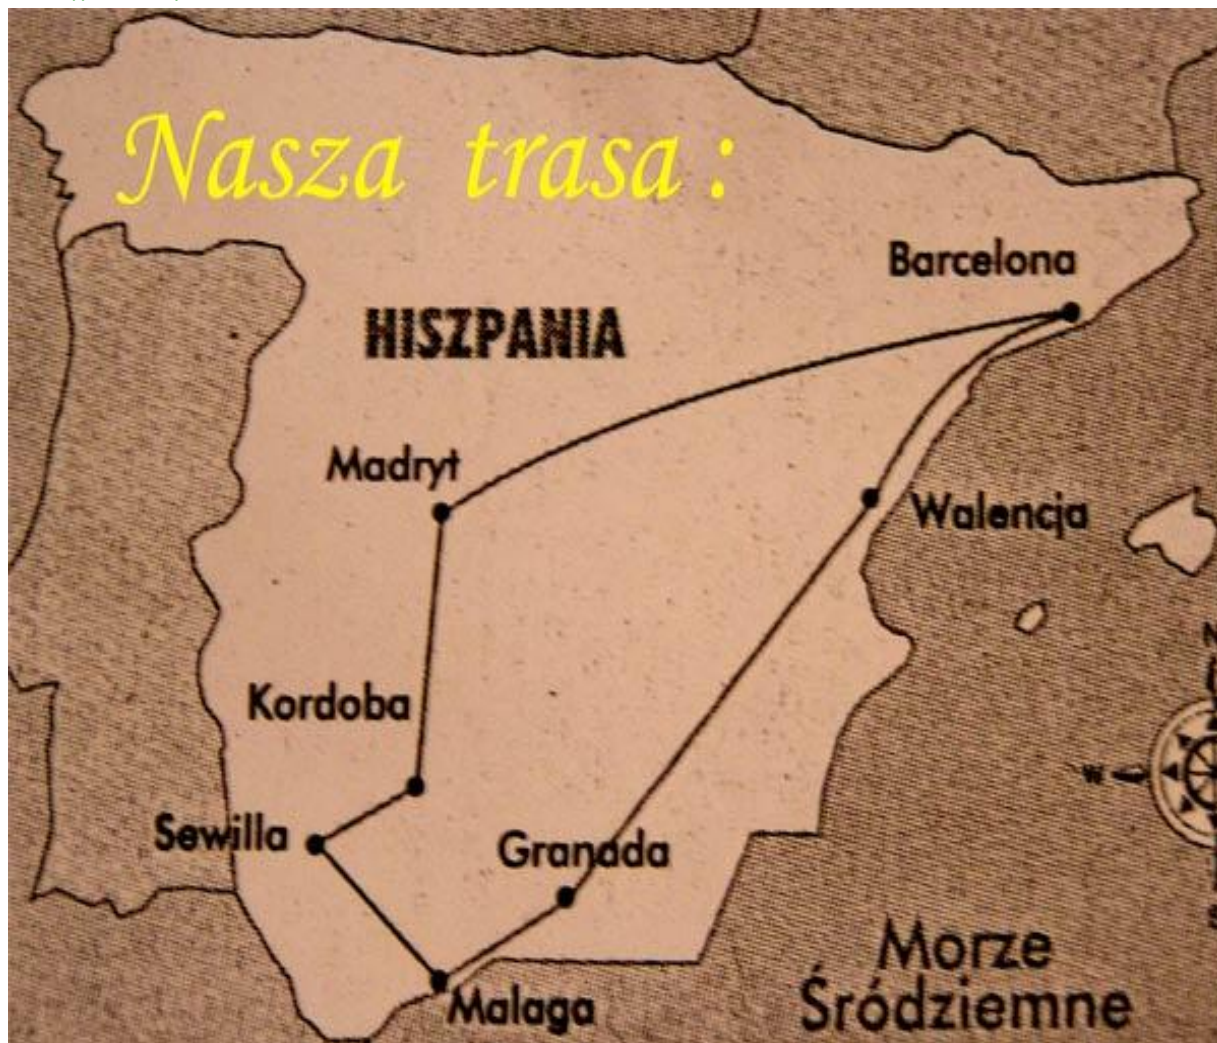 Nasza trasa :
Barcelona
HISZPANIA
Madryt
Walencja
N
Kordoba
W
Sewilla
Granada
S
Morze
Śródziemne
Malaga